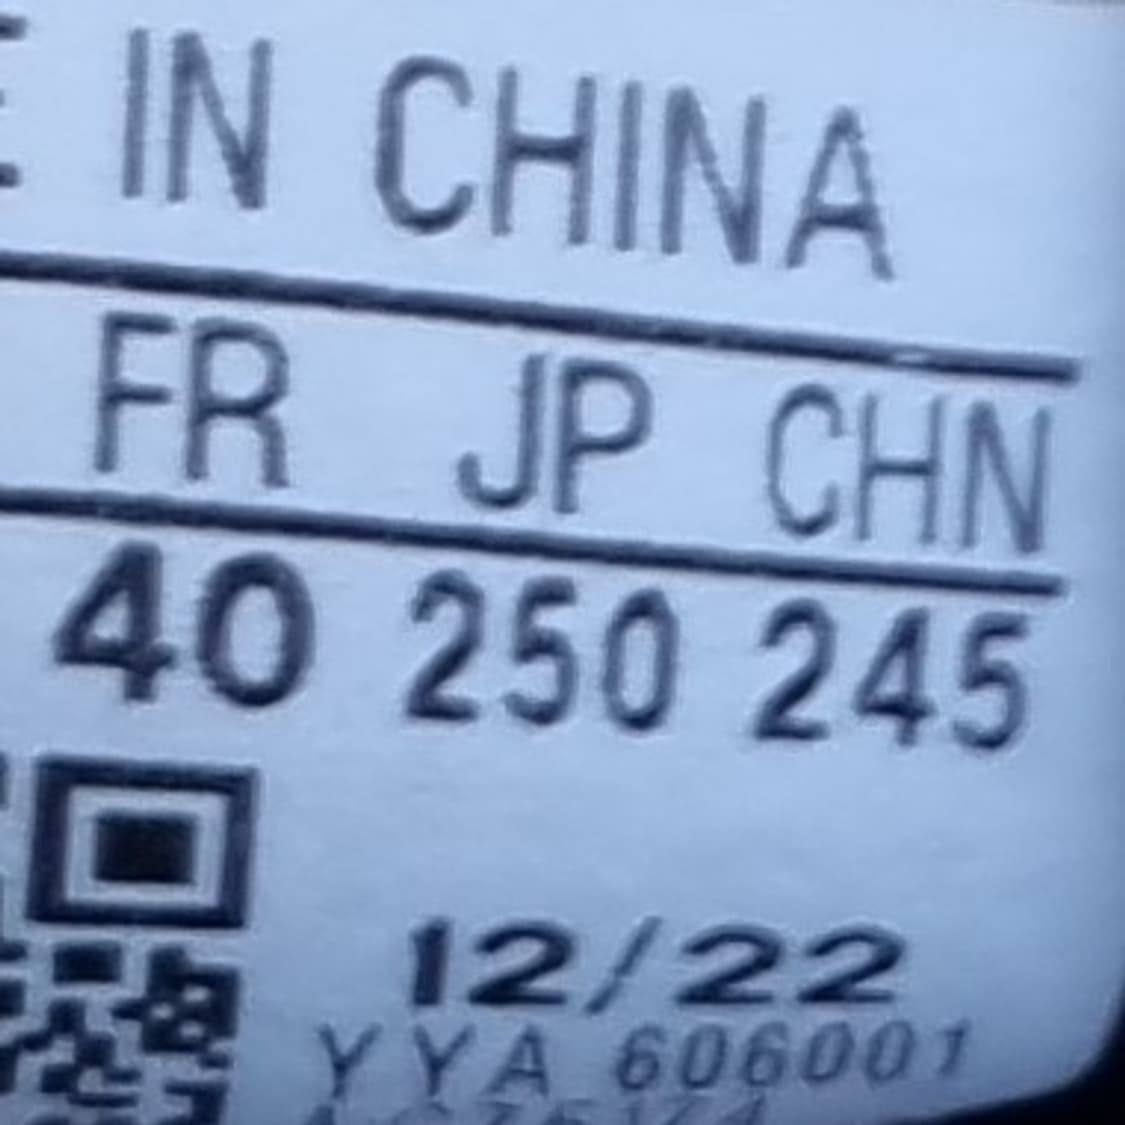 IN CHINA
FR JP CHN
40 250 245
12/22
YYA 606001